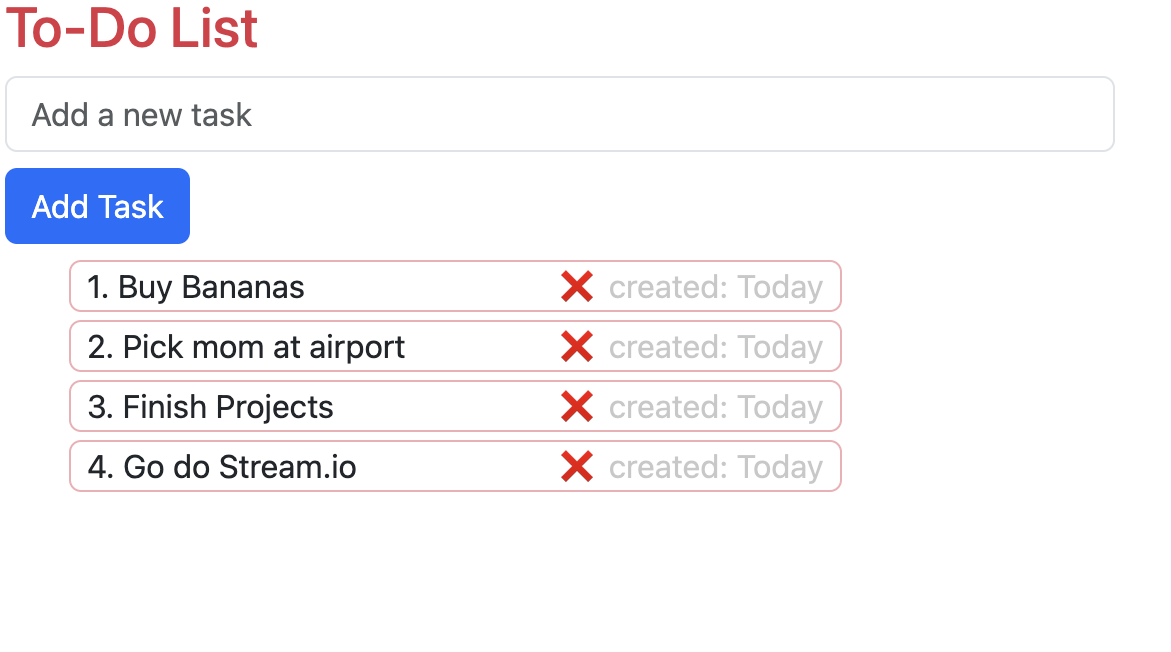 To-Do List
Add a new task
Add Task
1. Buy Bananas ❌ created: Today
2. Pick mom at airport ❌ created: Today
3. Finish Projects ❌ created: Today
4. Go do Stream.io ❌ created: Today